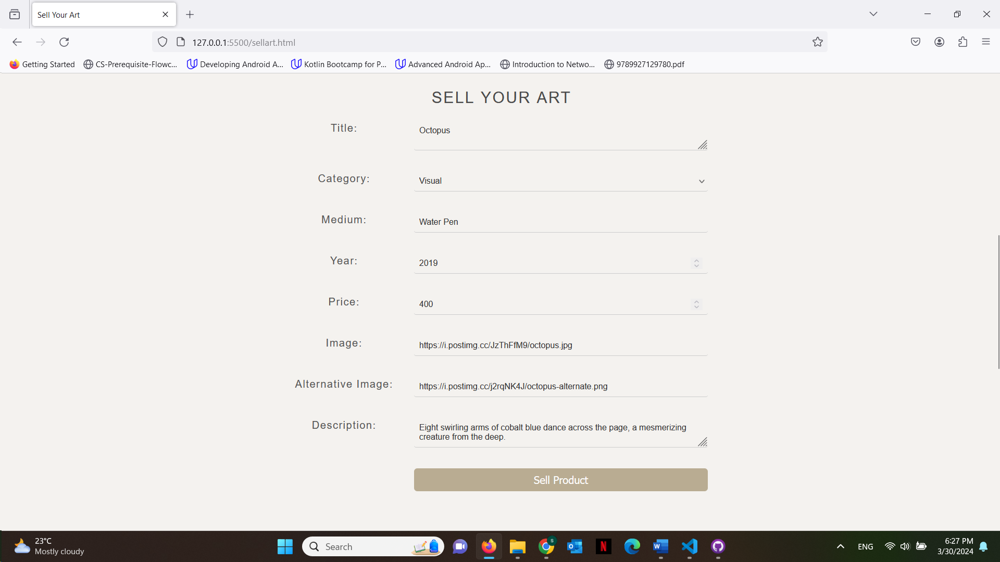 Sell Your Art
127.0.0.1:5500/sellart.html
Getting Started CS-Prerequisite-Flowc... Developing Android A... Kotlin Bootcamp for P... Advanced Android Ap... Introduction to Netwo... 9789927129780.pdf
SELL YOUR ART
Title: Octopus
Category: Visual
Medium: Water Pen
Year: 2019
Price: 400
Image: https://i.postimg.cc/JzThFfM9/octopus.jpg
Alternative Image: https://i.postimg.cc/j2rqNK4J/octopus-alternate.png
Description: Eight swirling arms of cobalt blue dance across the page, a mesmerizing
creature from the deep.
Sell Product
23°C
Mostly cloudy
Search
ENG
6:27 PM
3/30/2024